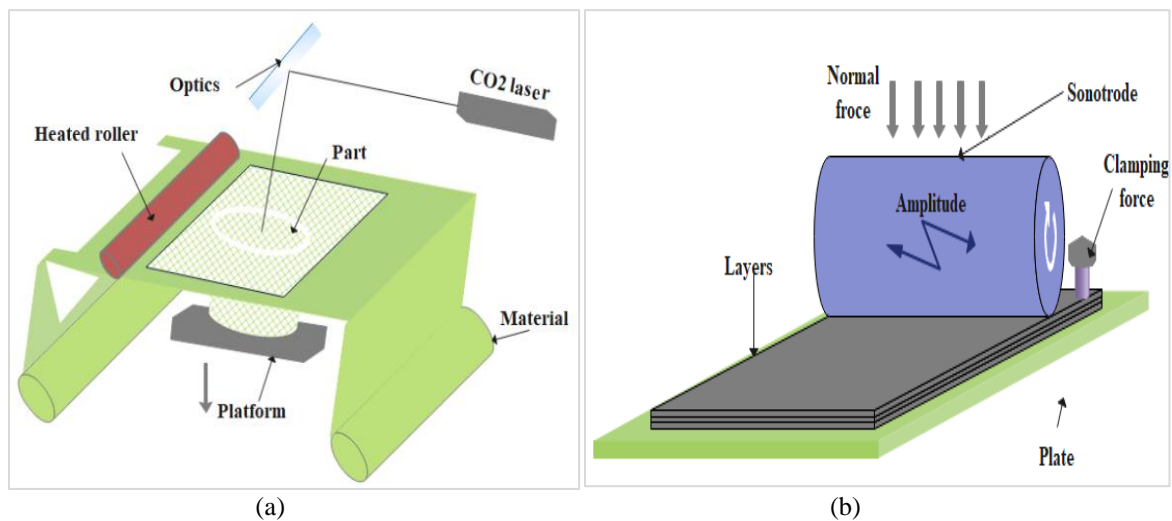 Optics
CO2 laser
Heated roller
Part
Material
Platform
(a)
Normal
froce
Sonotrode
Clamping
force
Amplitude
Layers
Plate
(b)